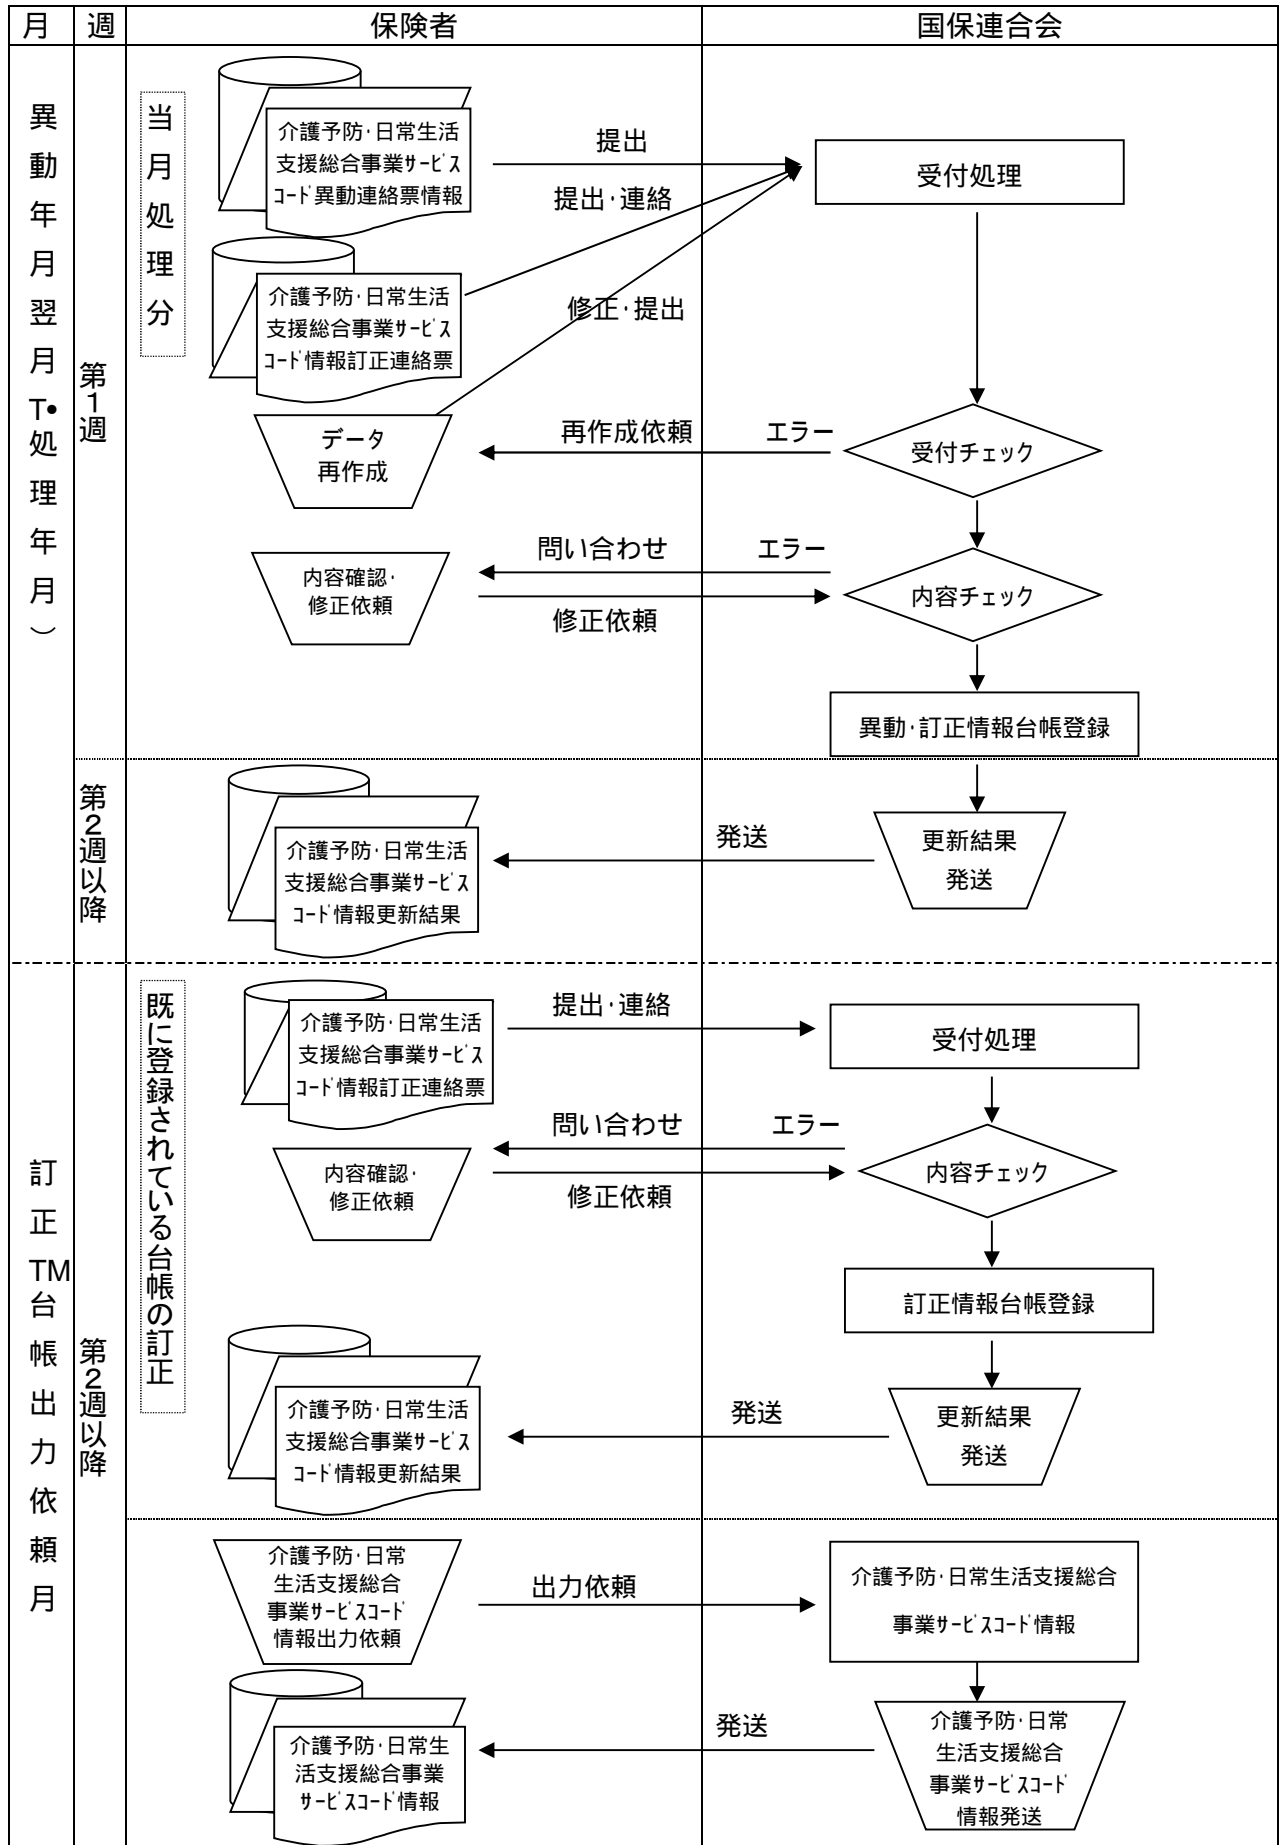 月
週
保険者
国保連合会
異動年月翌月T•処理年月）
第1週
当月処理分
介護予防･日常生活
支援総合事業ｻｰﾋﾞｽ
ｺｰﾄﾞ異動連絡票情報
提出
受付処理
提出･連絡
介護予防･日常生活
支援総合事業ｻｰﾋﾞｽ
ｺｰﾄﾞ情報訂正連絡票
修正･提出
データ
再作成
再作成依頼
エラー
受付チェック
問い合わせ
エラー
内容確認･
修正依頼
修正依頼
内容チェック
異動･訂正情報台帳登録
第2週以降
介護予防･日常生活
支援総合事業ｻｰﾋﾞｽ
ｺｰﾄﾞ情報更新結果
発送
更新結果
発送
訂正TM台帳出力依頼月
第2週以降
既に登録されている台帳の訂正
介護予防･日常生活
支援総合事業ｻｰﾋﾞｽ
ｺｰﾄﾞ情報訂正連絡票
提出･連絡
受付処理
問い合わせ
エラー
内容確認･
修正依頼
修正依頼
内容チェック
訂正情報台帳登録
介護予防･日常生活
支援総合事業ｻｰﾋﾞｽ
ｺｰﾄﾞ情報更新結果
発送
更新結果
発送
介護予防･日常
生活支援総合
事業ｻｰﾋﾞｽｺｰﾄﾞ
情報出力依頼
出力依頼
介護予防･日常生活支援総合
事業ｻｰﾋﾞｽｺｰﾄﾞ情報
介護予防･日常生
活支援総合事業
ｻｰﾋﾞｽｺｰﾄﾞ情報
発送
介護予防･日常
生活支援総合
事業ｻｰﾋﾞｽｺｰﾄﾞ
情報発送